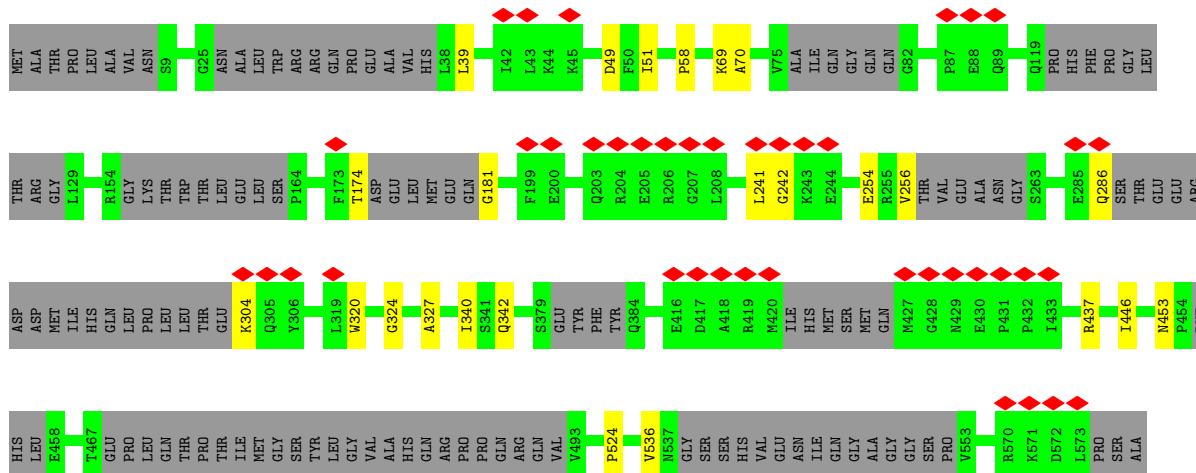 MET ALA THR PRO LEU ALA VAL ASN S9 G25 ASN ALA LEU TRP ARG ARG GLN PRO GLU ALA VAL HIS L38 L39 I42 L43 K44 K45 D49 F50 I51 P58 K69 A70 V75 ALA ILE GLN GLY GLN GLN G82 P87 E88 Q89 Q119 PRO HIS PHE PRO GLY LEU
THR ARG GLY L129 R154 GLY LYS THR TRP THR LEU GLU LEU SER P164 F173 T174 ASP GLU LEU MET GLU GLN G181 F199 E200 Q203 R204 E205 R206 G207 L208 L241 G242 K243 E244 E254 R255 V256 THR VAL GLU ALA ASN GLY S263 E285 Q286 SER THR GLU GLU ARG
ASP ASP MET ILE HIS GLN LEU PRO LEU LEU THR GLU K304 Q305 Y306 L319 W320 G324 A327 I340 S341 Q342 S379 GLU TYR PHE TYR Q384 E416 D417 A418 R419 M420 ILE HIS MET SER MET GLN M427 G428 N429 E430 P431 P432 I433 R437 I446 N453 P454
HIS LEU E458 T467 GLU PRO LEU GLN THR PRO THR ILE MET GLY SER TYR LEU GLY VAL ALA HIS GLN ARG PRO PRO GLN ARG GLN VAL V493 P524 V536 N537 GLY SER SER HIS VAL GLU ASN ILE GLN GLY ALA GLY GLY SER PRO V553 R570 K571 D572 L573 PRO SER ALA